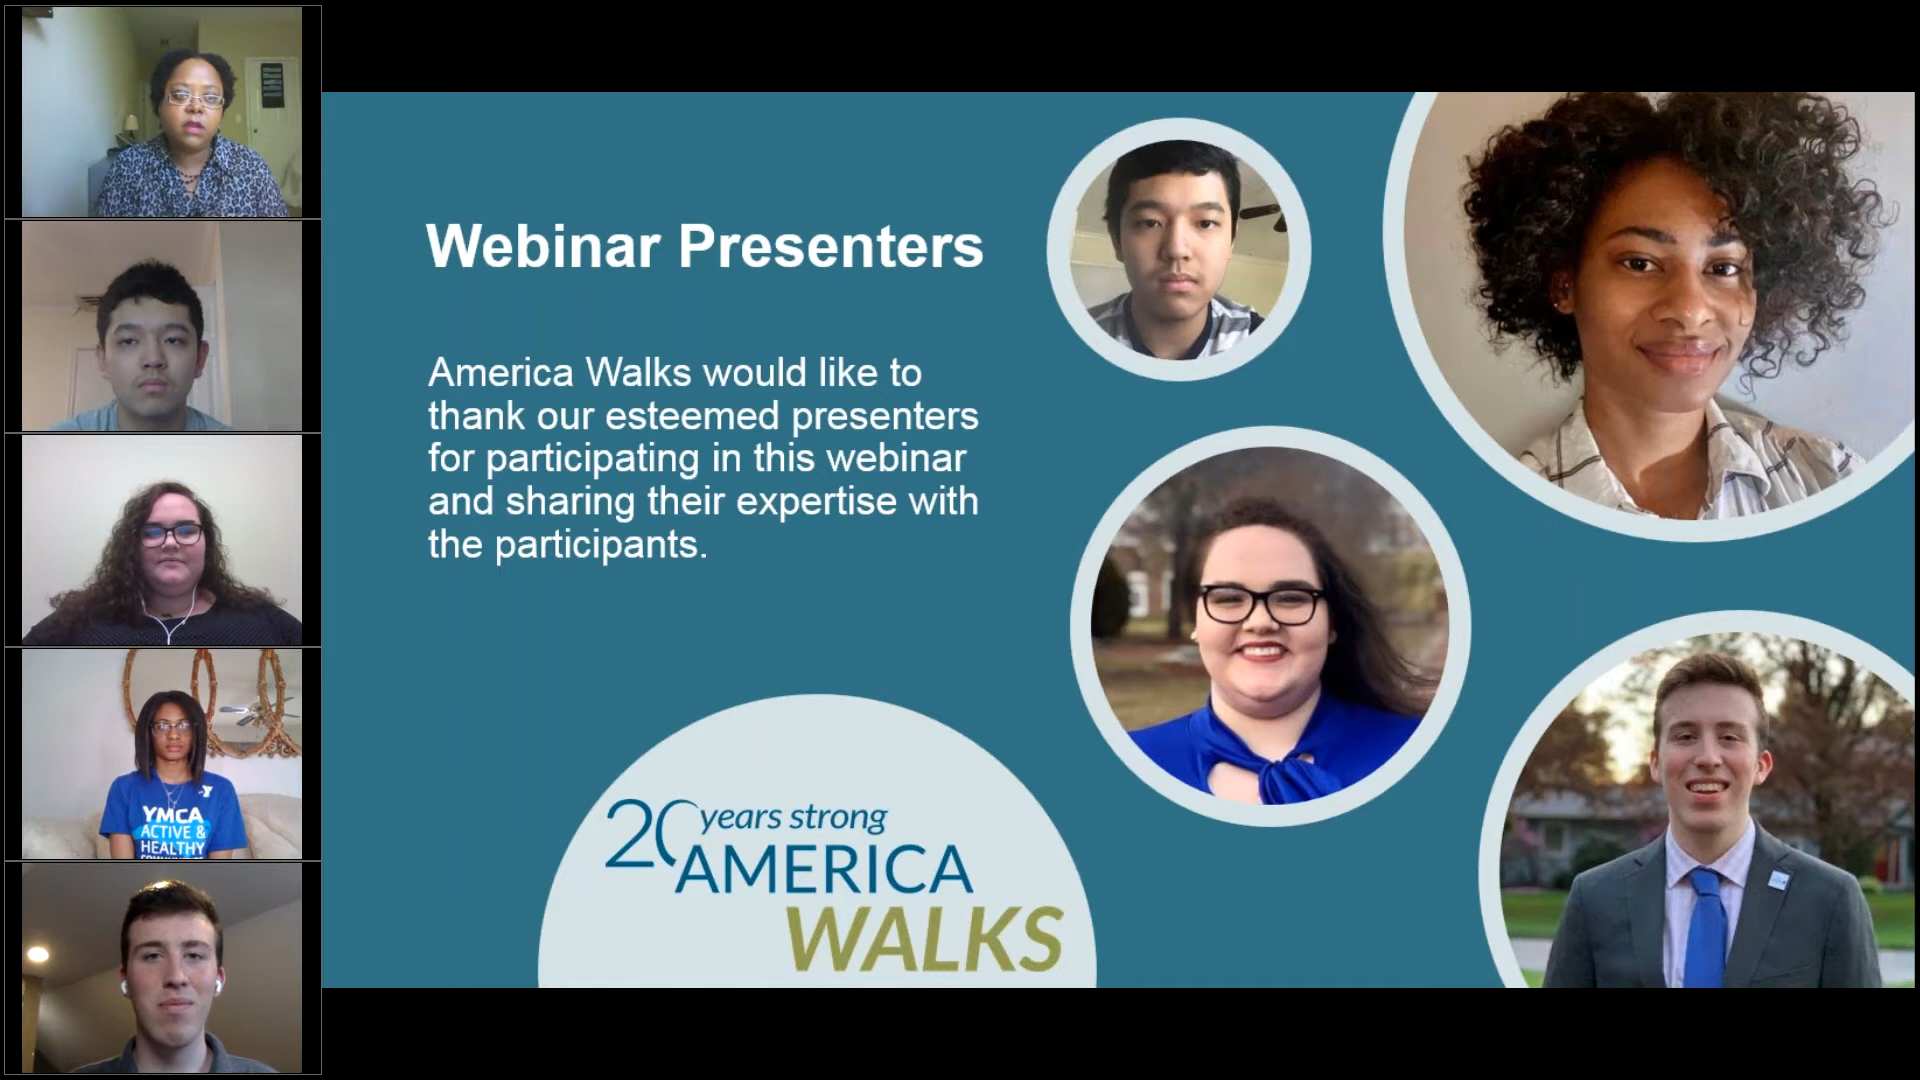 Webinar Presenters
America Walks would like to
thank our esteemed presenters
for participating in this webinar
and sharing their expertise with
the participants.
20 years strong
AMERICA
WALKS
YMCA
ACTIVE &
HEALTHY